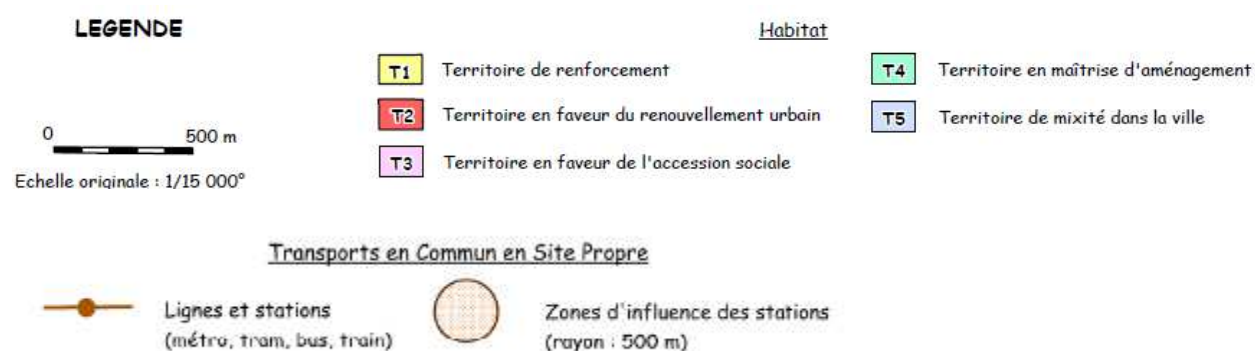 LEGENDE
Habitat
T1 Territoire de renforcement
T4 Territoire en maîtrise d'aménagement
T2 Territoire en faveur du renouvellement urbain
T5 Territoire de mixité dans la ville
0 500 m
T3 Territoire en faveur de l'accession sociale
Echelle originale : 1/15 000°
Transports en Commun en Site Propre
Lignes et stations
(métro, tram, bus, train)
Zones d'influence des stations
(rayon : 500 m)